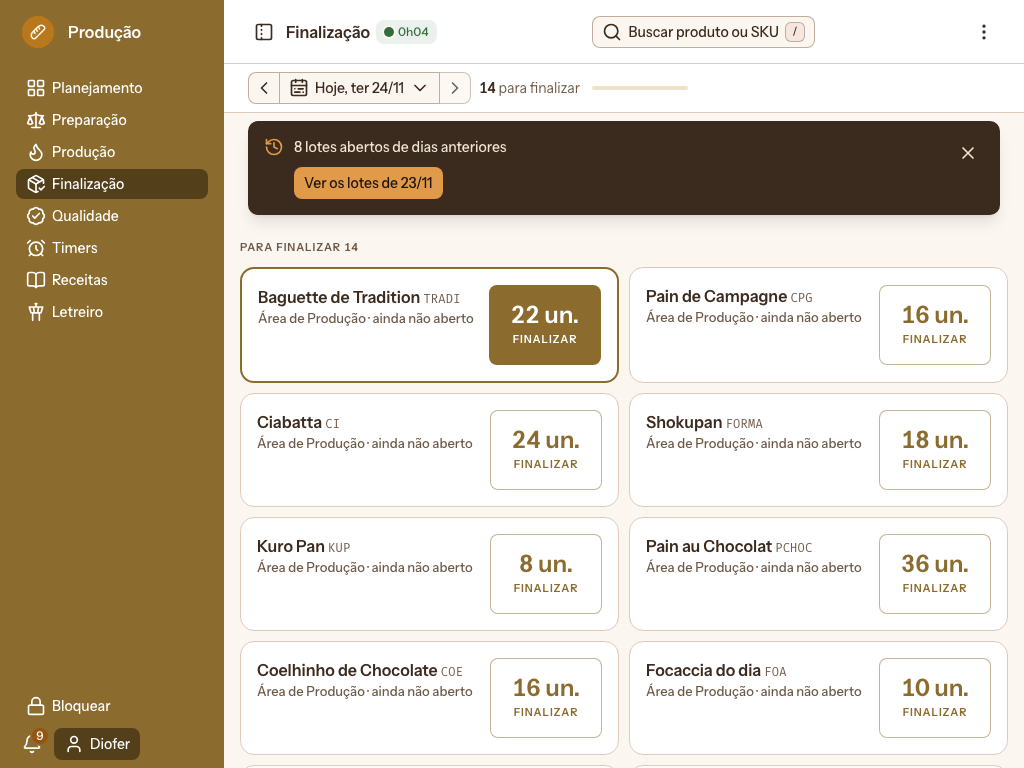 Produção
Planejamento
Preparação
Produção
Finalização
Qualidade
Timers
Receitas
Letreiro
Bloquear
9
Diofer
Finalização
0h04
Buscar produto ou SKU /
Hoje, ter 24/11
14 para finalizar
8 lotes abertos de dias anteriores
Ver os lotes de 23/11
PARA FINALIZAR 14
Baguette de Tradition TRADI
Área de Produção · ainda não aberto
22 un.
FINALIZAR
Pain de Campagne CPG
Área de Produção · ainda não aberto
16 un.
FINALIZAR
Ciabatta CI
Área de Produção · ainda não aberto
24 un.
FINALIZAR
Shokupan FORMA
Área de Produção · ainda não aberto
18 un.
FINALIZAR
Kuro Pan KUP
Área de Produção · ainda não aberto
8 un.
FINALIZAR
Pain au Chocolat PCHOC
Área de Produção · ainda não aberto
36 un.
FINALIZAR
Coelhinho de Chocolate COE
Área de Produção · ainda não aberto
16 un.
FINALIZAR
Focaccia do dia FOA
Área de Produção · ainda não aberto
10 un.
FINALIZAR